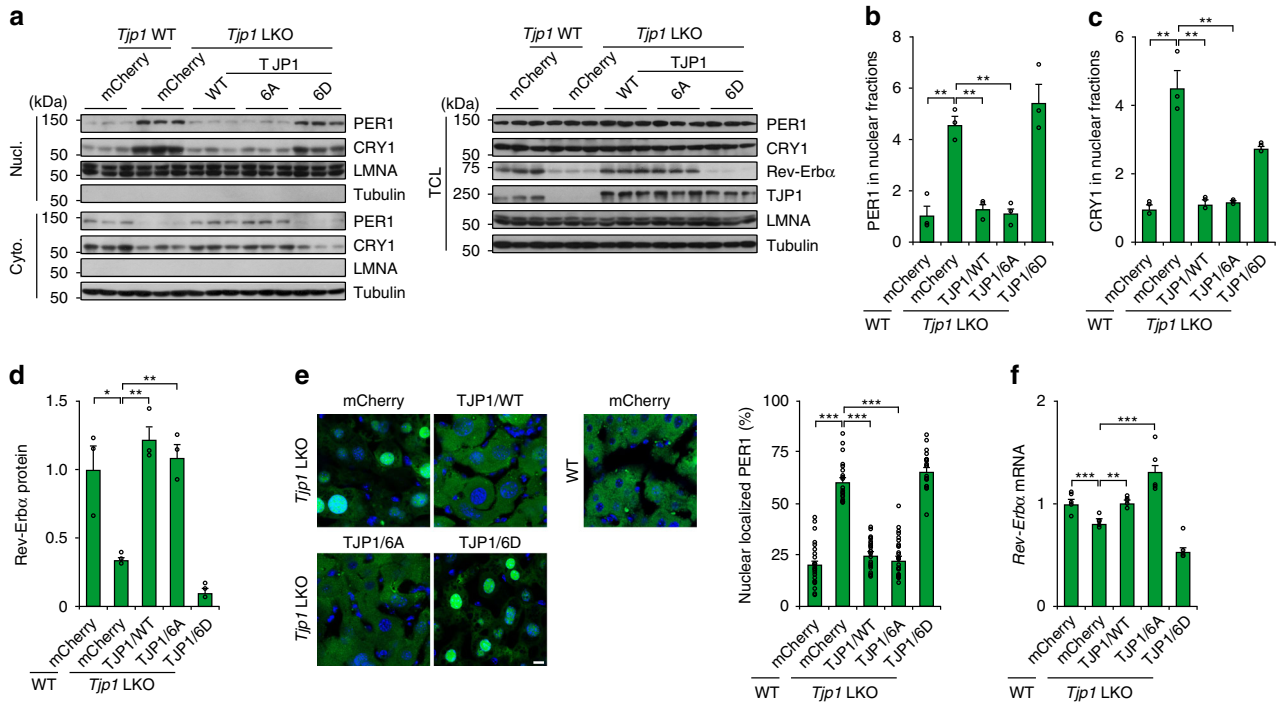 a
Tjp1 WT
Tjp1 LKO
mCherry
mCherry
T JP1
WT
6A
6D
(kDa)
Nucl.
150
PER1
50
CRY1
LMNA
50
Tubulin
50
Cyto.
150
PER1
50
CRY1
LMNA
50
Tubulin
50
Tjp1 WT
Tjp1 LKO
mCherry
mCherry
TJP1
WT
6A
6D
(kDa)
TCL
150
PER1
50
CRY1
75
Rev-Erbα
250
TJP1
LMNA
50
Tubulin
50
b
PER1 in nuclear fractions
8
6
4
2
0
**
**
**
mCherry
mCherry
TJP1/WT
TJP1/6A
TJP1/6D
WT
Tjp1 LKO
c
CRY1 in nuclear fractions
6
4
2
0
**
**
**
mCherry
mCherry
TJP1/WT
TJP1/6A
TJP1/6D
WT
Tjp1 LKO
d
Rev-Erbα protein
1.5
1.0
0.5
0
*
**
**
mCherry
mCherry
TJP1/WT
TJP1/6A
TJP1/6D
WT
Tjp1 LKO
e
mCherry
TJP1/WT
mCherry
Tjp1 LKO
WT
TJP1/6A
TJP1/6D
Tjp1 LKO
Nuclear localized PER1 (%)
100
75
50
25
0
***
***
***
mCherry
mCherry
TJP1/WT
TJP1/6A
TJP1/6D
WT
Tjp1 LKO
f
Rev-Erbα mRNA
2
1
0
***
**
***
mCherry
mCherry
TJP1/WT
TJP1/6A
TJP1/6D
WT
Tjp1 LKO